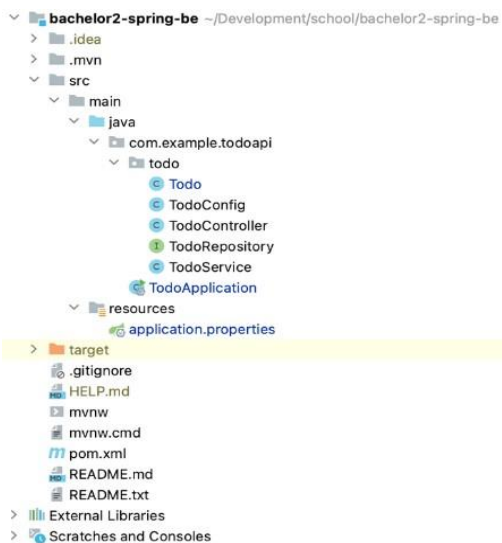 bachelor2-spring-be ~/Development/school/bachelor2-spring-be
.idea
.mvn
src
main
java
com.example.todoapi
todo
C Todo
C TodoConfig
C TodoController
I TodoRepository
C TodoService
TodoApplication
resources
application.properties
target
.gitignore
MD HELP.md
mvnw
mvnw.cmd
m pom.xml
MD README.md
README.txt
External Libraries
Scratches and Consoles